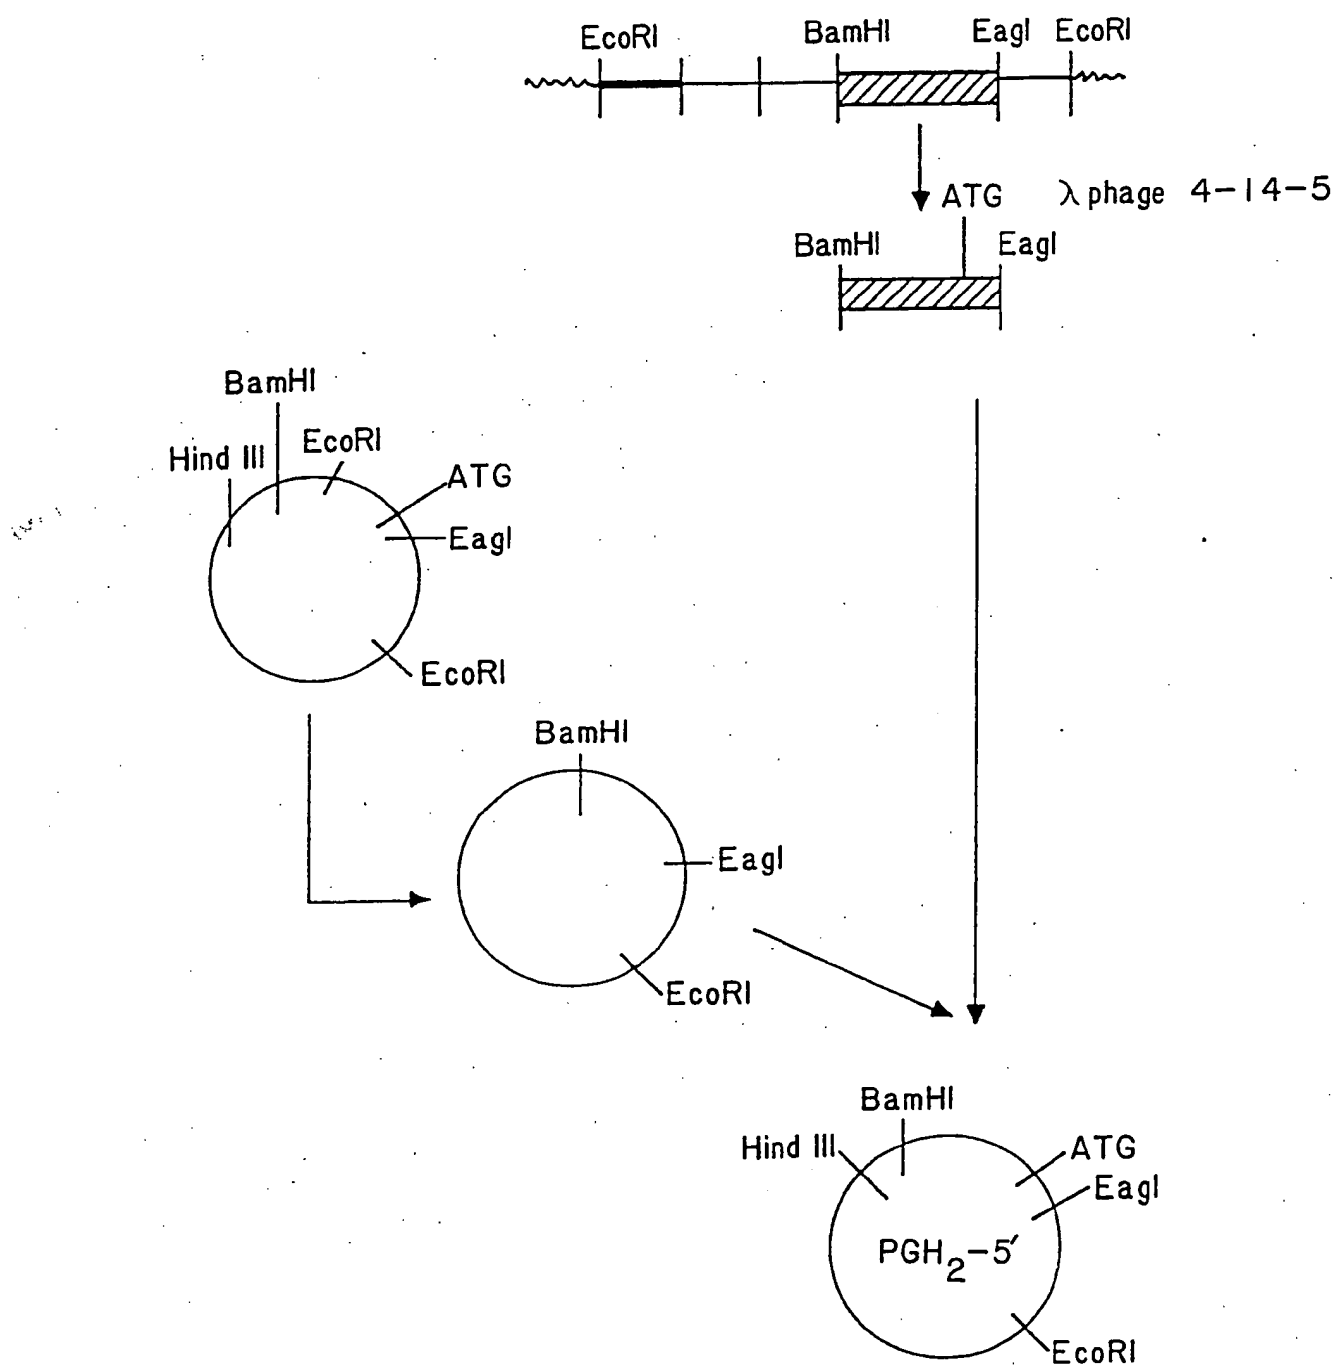 EcoRI BamHI EagI EcoRI
ATG λ phage 4-14-5
BamHI EagI
BamHI
Hind III EcoRI
ATG
EagI
EcoRI
BamHI
EagI
EcoRI
BamHI
Hind III ATG
EagI
PGH2-5′
EcoRI